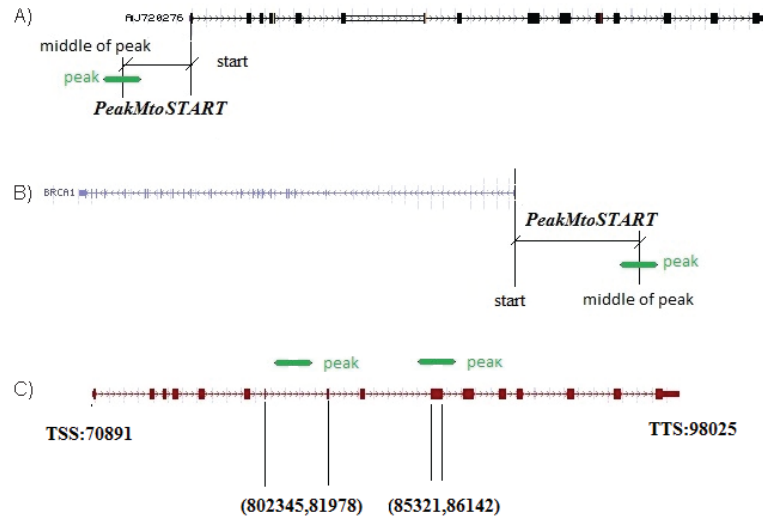 A)
AJ720276
middle of peak
start
peak
PeakMtoSTART
B)
BRCA1
PeakMtoSTART
peak
start
middle of peak
peak
peaк
C)
TSS:70891
TTS:98025
(802345,81978)
(85321,86142)